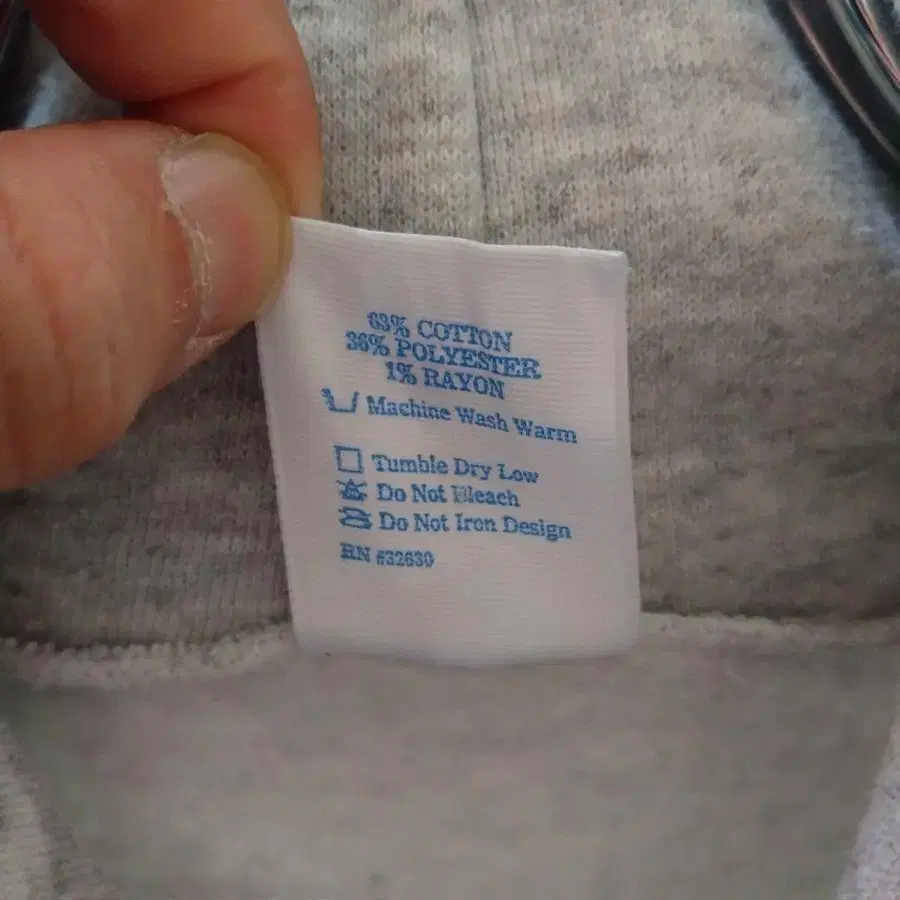 63% COTTON
36% POLYESTER
1% RAYON
Machine Wash Warm
Tumble Dry Low
Do Not Bleach
Do Not Iron Design
RN #32630